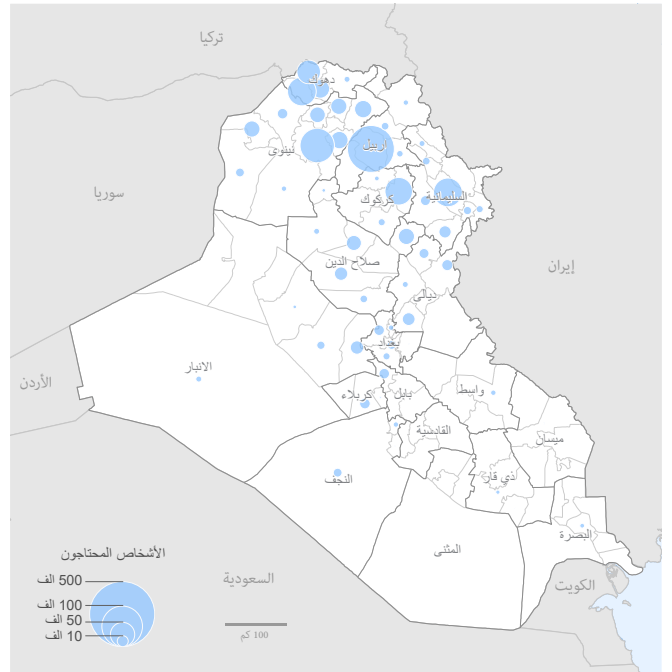 تركيا
دهوك
نينوى
اربيل
سوريا
كركوك
السليمانية
إيران
صلاح الدين
ديالى
بغداد
الانبار
الأردن
كربلاء
بابل
واسط
القادسية
ميسان
النجف
ذي قار
البصرة
المثنى
الأشخاص المحتاجون
500 الف
100 الف
50 الف
10 الف
السعودية
الكويت
100 كم